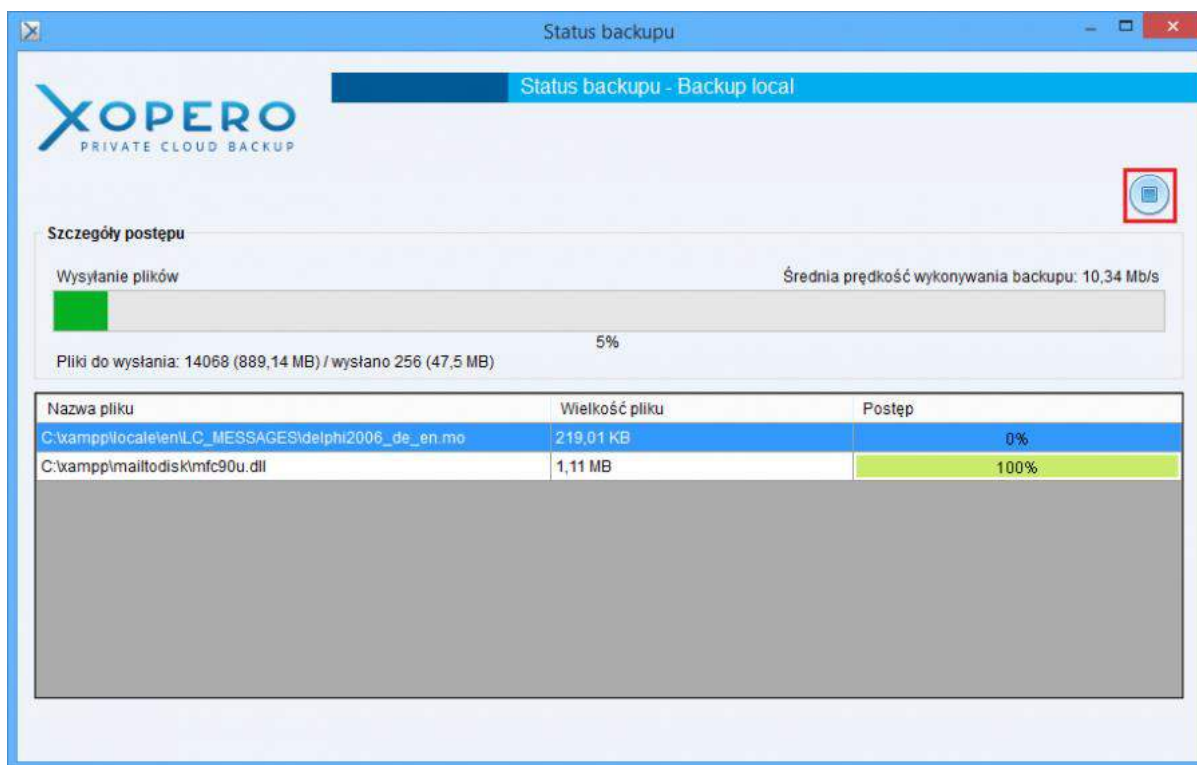 Status backupu
Status backupu - Backup local
XOPERO
PRIVATE CLOUD BACKUP
Szczegóły postępu
Wysyłanie plików Średnia prędkość wykonywania backupu: 10,34 Mb/s
5%
Pliki do wysłania: 14068 (889,14 MB) / wysłano 256 (47,5 MB)
Nazwa pliku Wielkość pliku Postęp
C:\xampp\locale\en\LC_MESSAGES\delphi2006_de_en.mo 219,01 KB 0%
C:\xampp\mailtodisk\mfc90u.dll 1,11 MB 100%